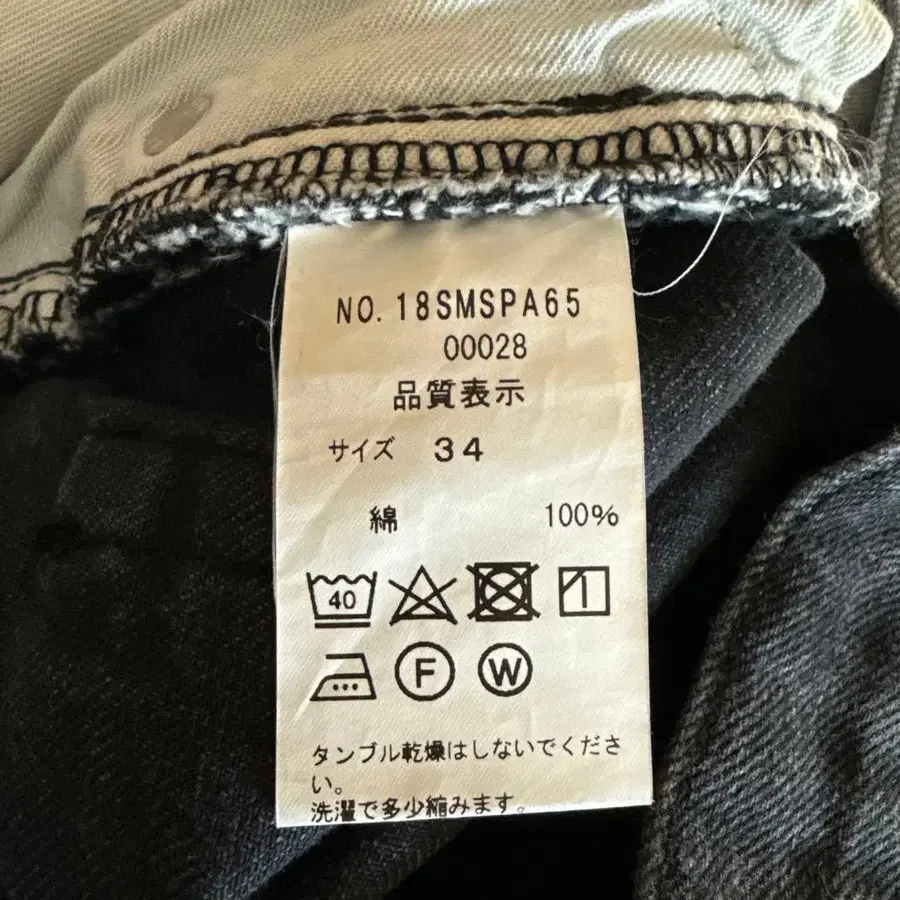 NO. 18SMSPA65
00028
品質表示
サイズ 34
綿 100%
40
F W
タンブル乾燥はしないでくださ
い。
洗濯で多少縮みます。